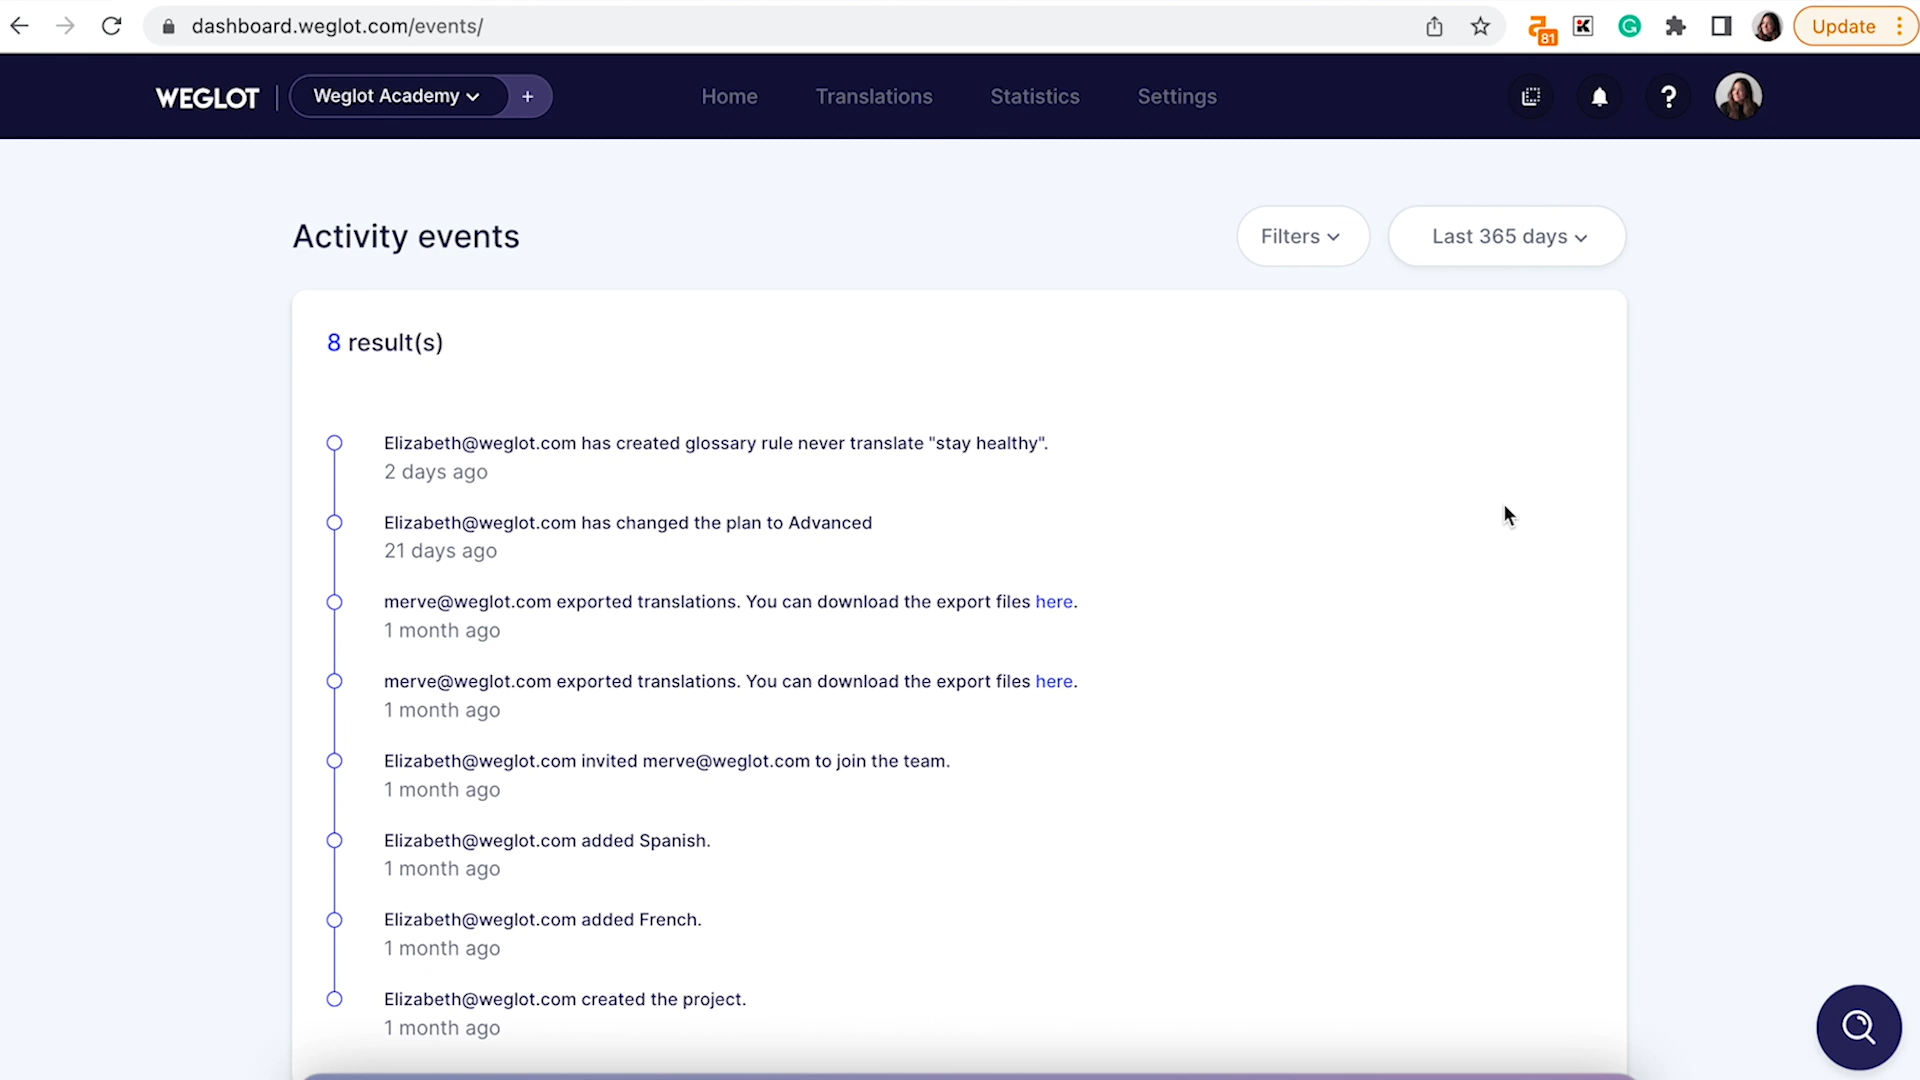 dashboard.weglot.com/events/
81
Update
WEGLOT
Weglot Academy
+
Home
Translations
Statistics
Settings
?
Activity events
Filters
Last 365 days
8 result(s)
Elizabeth@weglot.com has created glossary rule never translate "stay healthy".
2 days ago
Elizabeth@weglot.com has changed the plan to Advanced
21 days ago
merve@weglot.com exported translations. You can download the export files here.
1 month ago
merve@weglot.com exported translations. You can download the export files here.
1 month ago
Elizabeth@weglot.com invited merve@weglot.com to join the team.
1 month ago
Elizabeth@weglot.com added Spanish.
1 month ago
Elizabeth@weglot.com added French.
1 month ago
Elizabeth@weglot.com created the project.
1 month ago